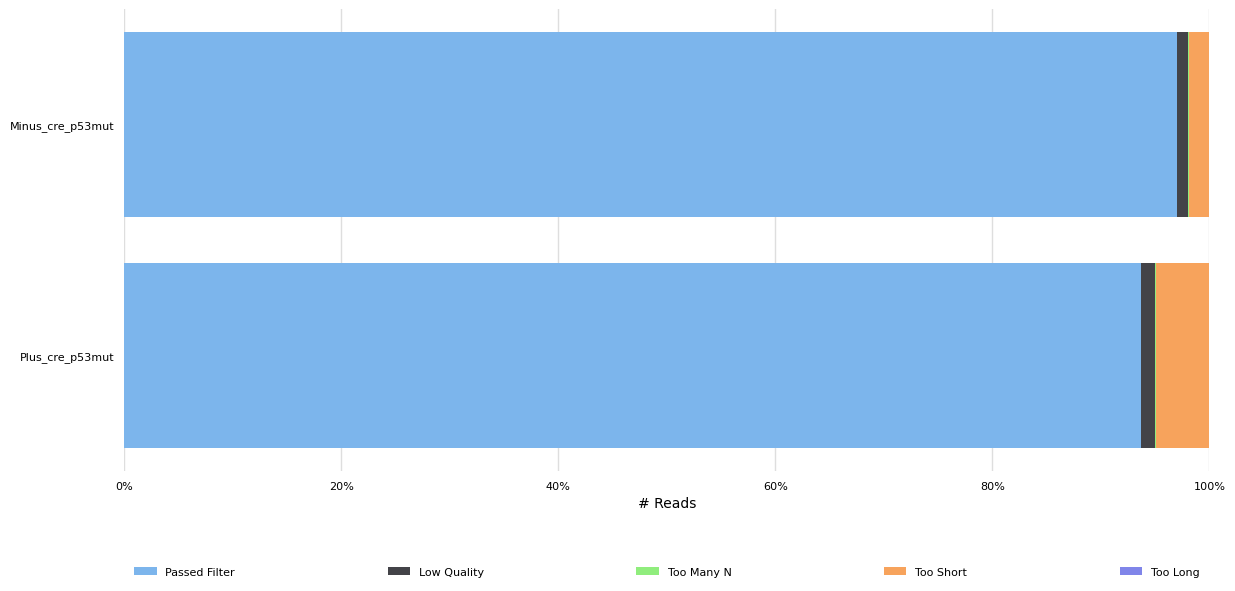 Minus_cre_p53mut
Plus_cre_p53mut
0% 20% 40% 60% 80% 100%
# Reads
Passed Filter Low Quality Too Many N Too Short Too Long